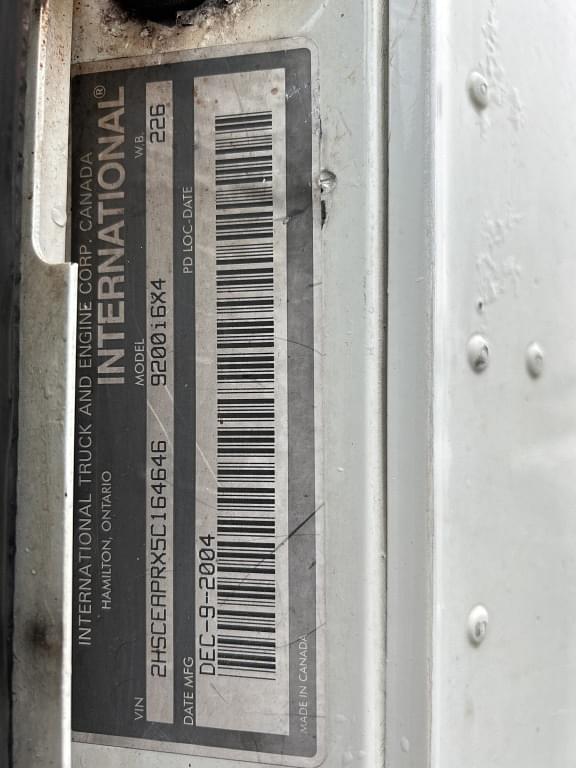 INTERNATIONAL TRUCK AND ENGINE CORP. CANADA
HAMILTON, ONTARIO
INTERNATIONAL®
VIN MODEL W.B.
2HSCEAPRX5C164646 9200i6X4 226
DATE MFG PD LOC-DATE
DEC-9-2004
MADE IN CANADA